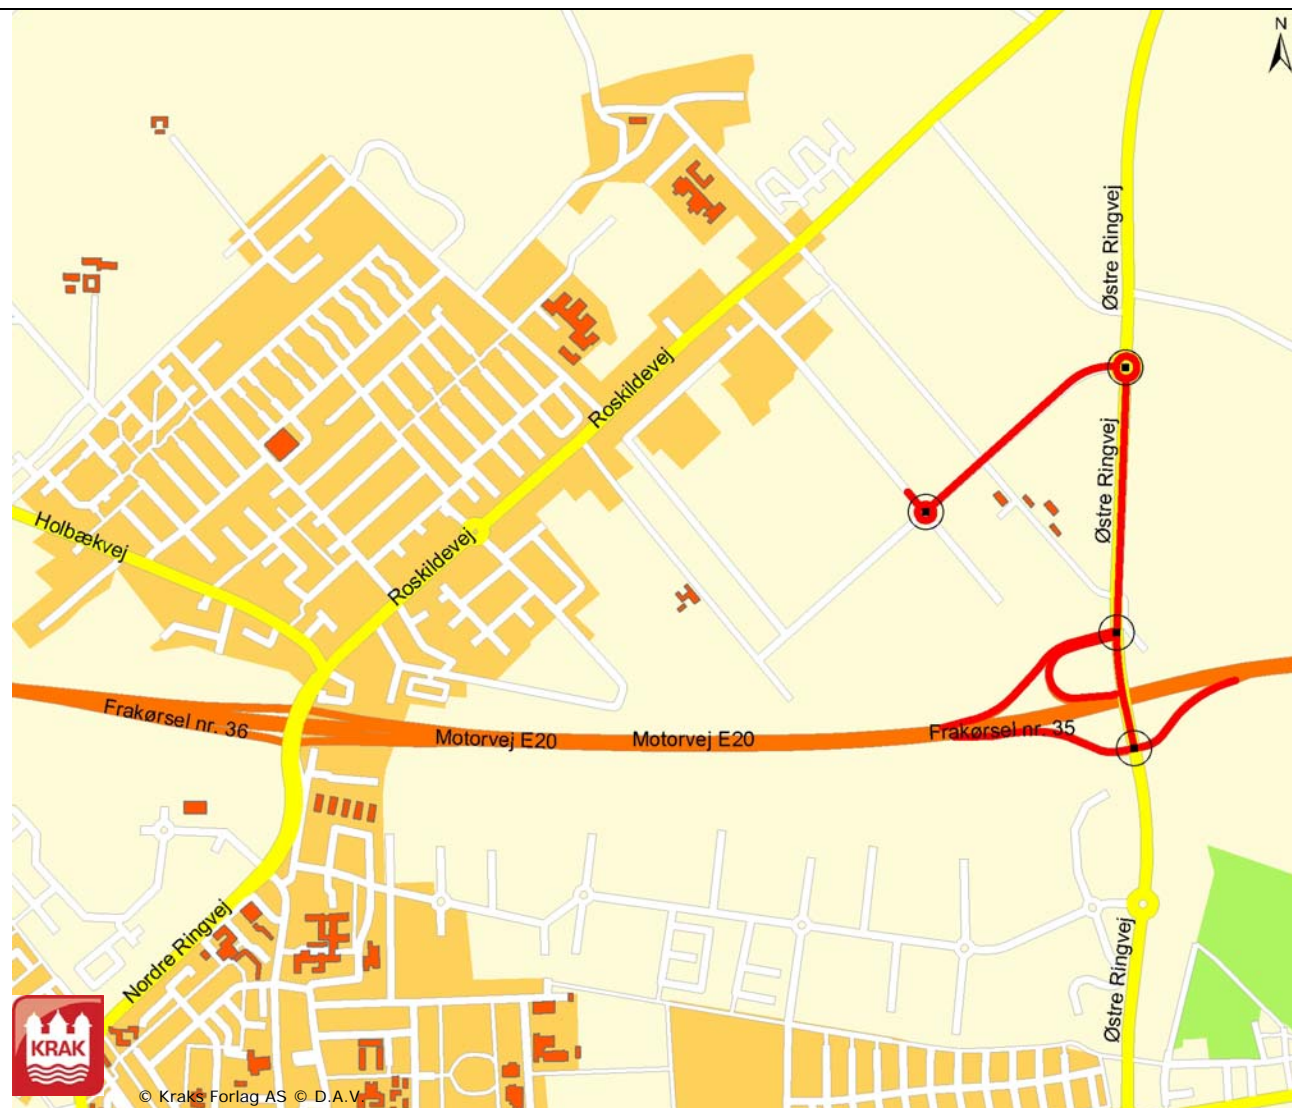 N
Østre Ringvej
Roskildevej
Østre Ringvej
Holbækvej
Roskildevej
Frakørsel nr. 36
Motorvej E20
Motorvej E20
Frakørsel nr. 35
Nordre Ringvej
Østre Ringvej
KRAK
© Kraks Forlag AS © D.A.V.